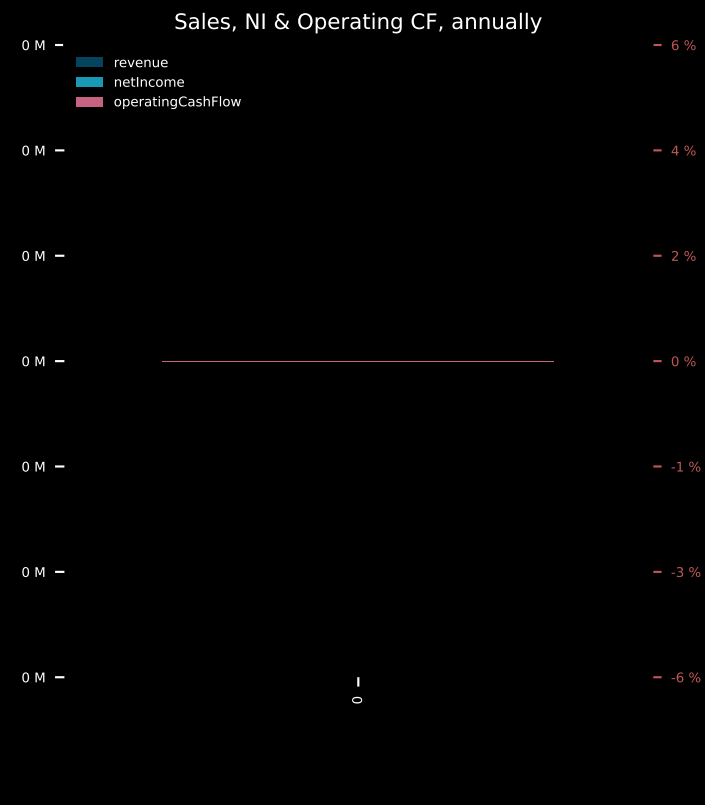 Sales, NI & Operating CF, annually
0 M
6 %
revenue
netIncome
operatingCashFlow
0 M
4 %
0 M
2 %
0 M
0 %
0 M
-1 %
0 M
-3 %
0 M
-6 %
0